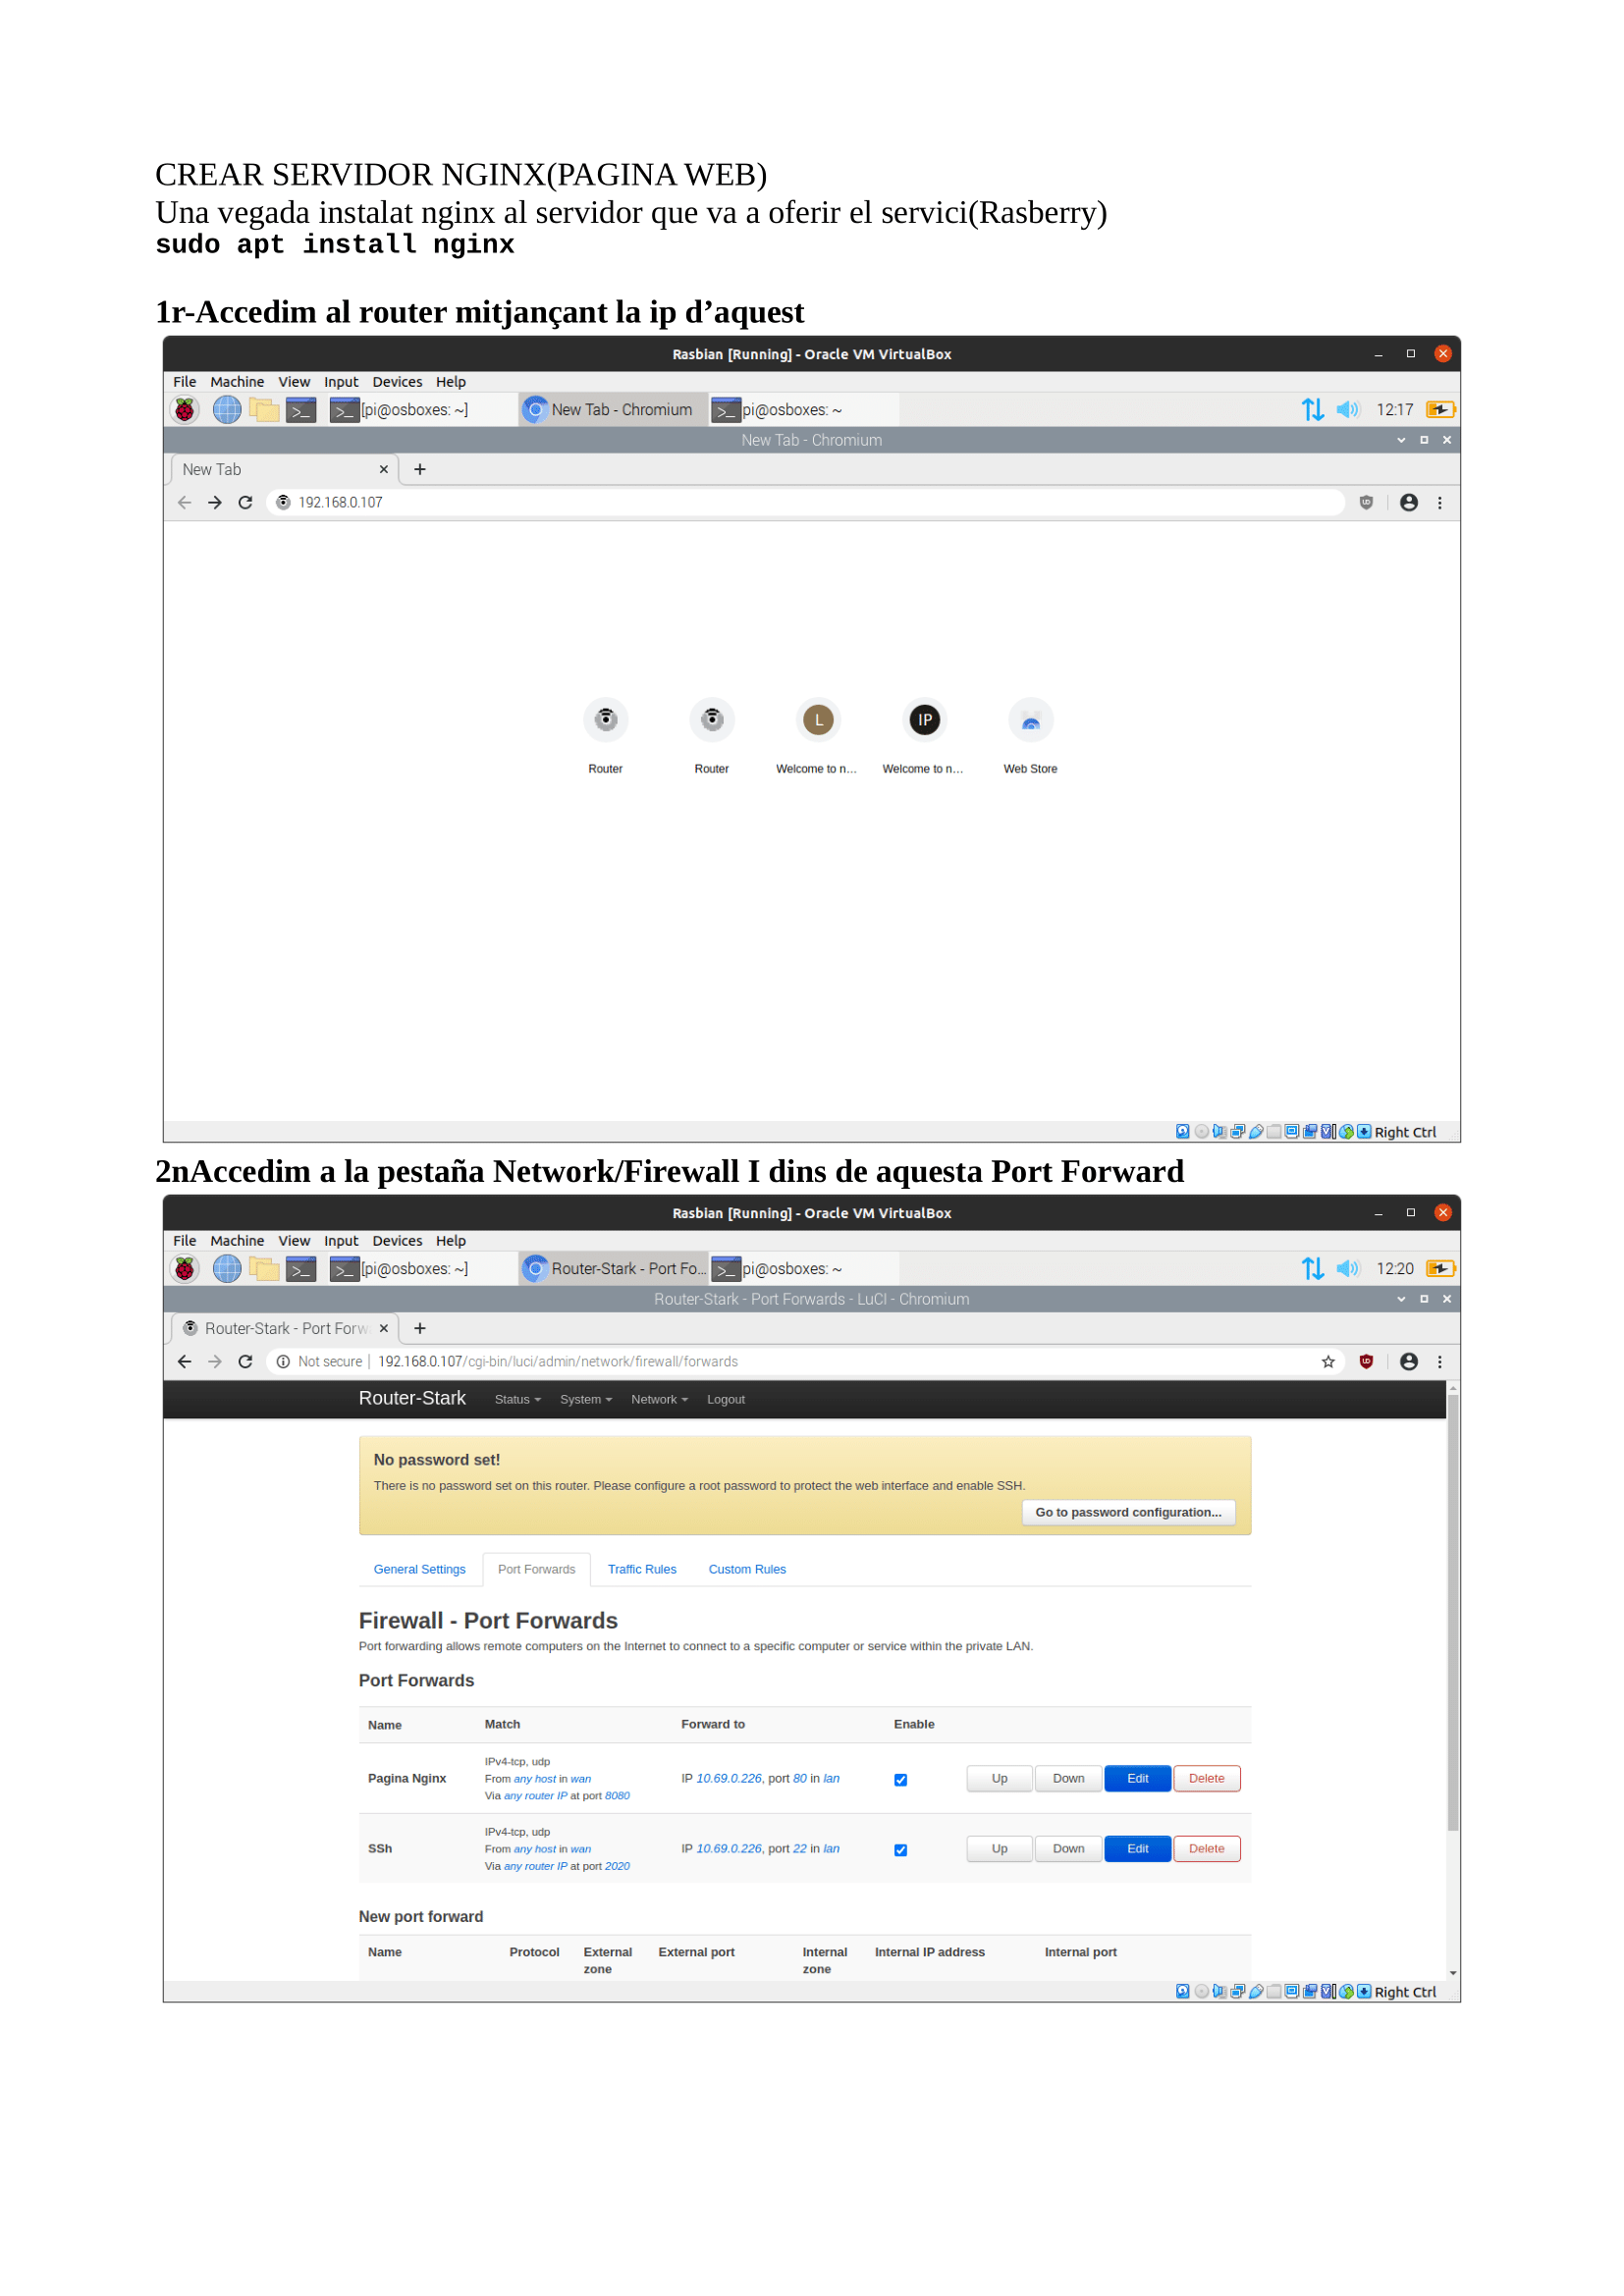 CREAR SERVIDOR NGINX(PAGINA WEB)
Una vegada instalat nginx al servidor que va a oferir el servici(Rasberry)
sudo apt install nginx
1r-Accedim al router mitjançant la ip d’aquest
Rasbian [Running] - Oracle VM VirtualBox
File Machine View Input Devices Help
[pi@osboxes: ~] New Tab - Chromium pi@osboxes: ~ 12:17
New Tab - Chromium
New Tab
192.168.0.107
Router Router Welcome to n... Welcome to n... Web Store
Right Ctrl
2nAccedim a la pestaña Network/Firewall I dins de aquesta Port Forward
Rasbian [Running] - Oracle VM VirtualBox
File Machine View Input Devices Help
[pi@osboxes: ~] Router-Stark - Port Fo... pi@osboxes: ~ 12:20
Router-Stark - Port Forwards - LuCI - Chromium
Router-Stark - Port Forw
Not secure | 192.168.0.107/cgi-bin/luci/admin/network/firewall/forwards
Router-Stark Status System Network Logout
No password set!
There is no password set on this router. Please configure a root password to protect the web interface and enable SSH.
Go to password configuration...
General Settings Port Forwards Traffic Rules Custom Rules
Firewall - Port Forwards
Port forwarding allows remote computers on the Internet to connect to a specific computer or service within the private LAN.
Port Forwards
Name Match Forward to Enable
IPv4-tcp, udp
Pagina Nginx From any host in wan IP 10.69.0.226, port 80 in lan Up Down Edit Delete
Via any router IP at port 8080
IPv4-tcp, udp
SSh From any host in wan IP 10.69.0.226, port 22 in lan Up Down Edit Delete
Via any router IP at port 2020
New port forward
Name Protocol External zone External port Internal zone Internal IP address Internal port
Right Ctrl